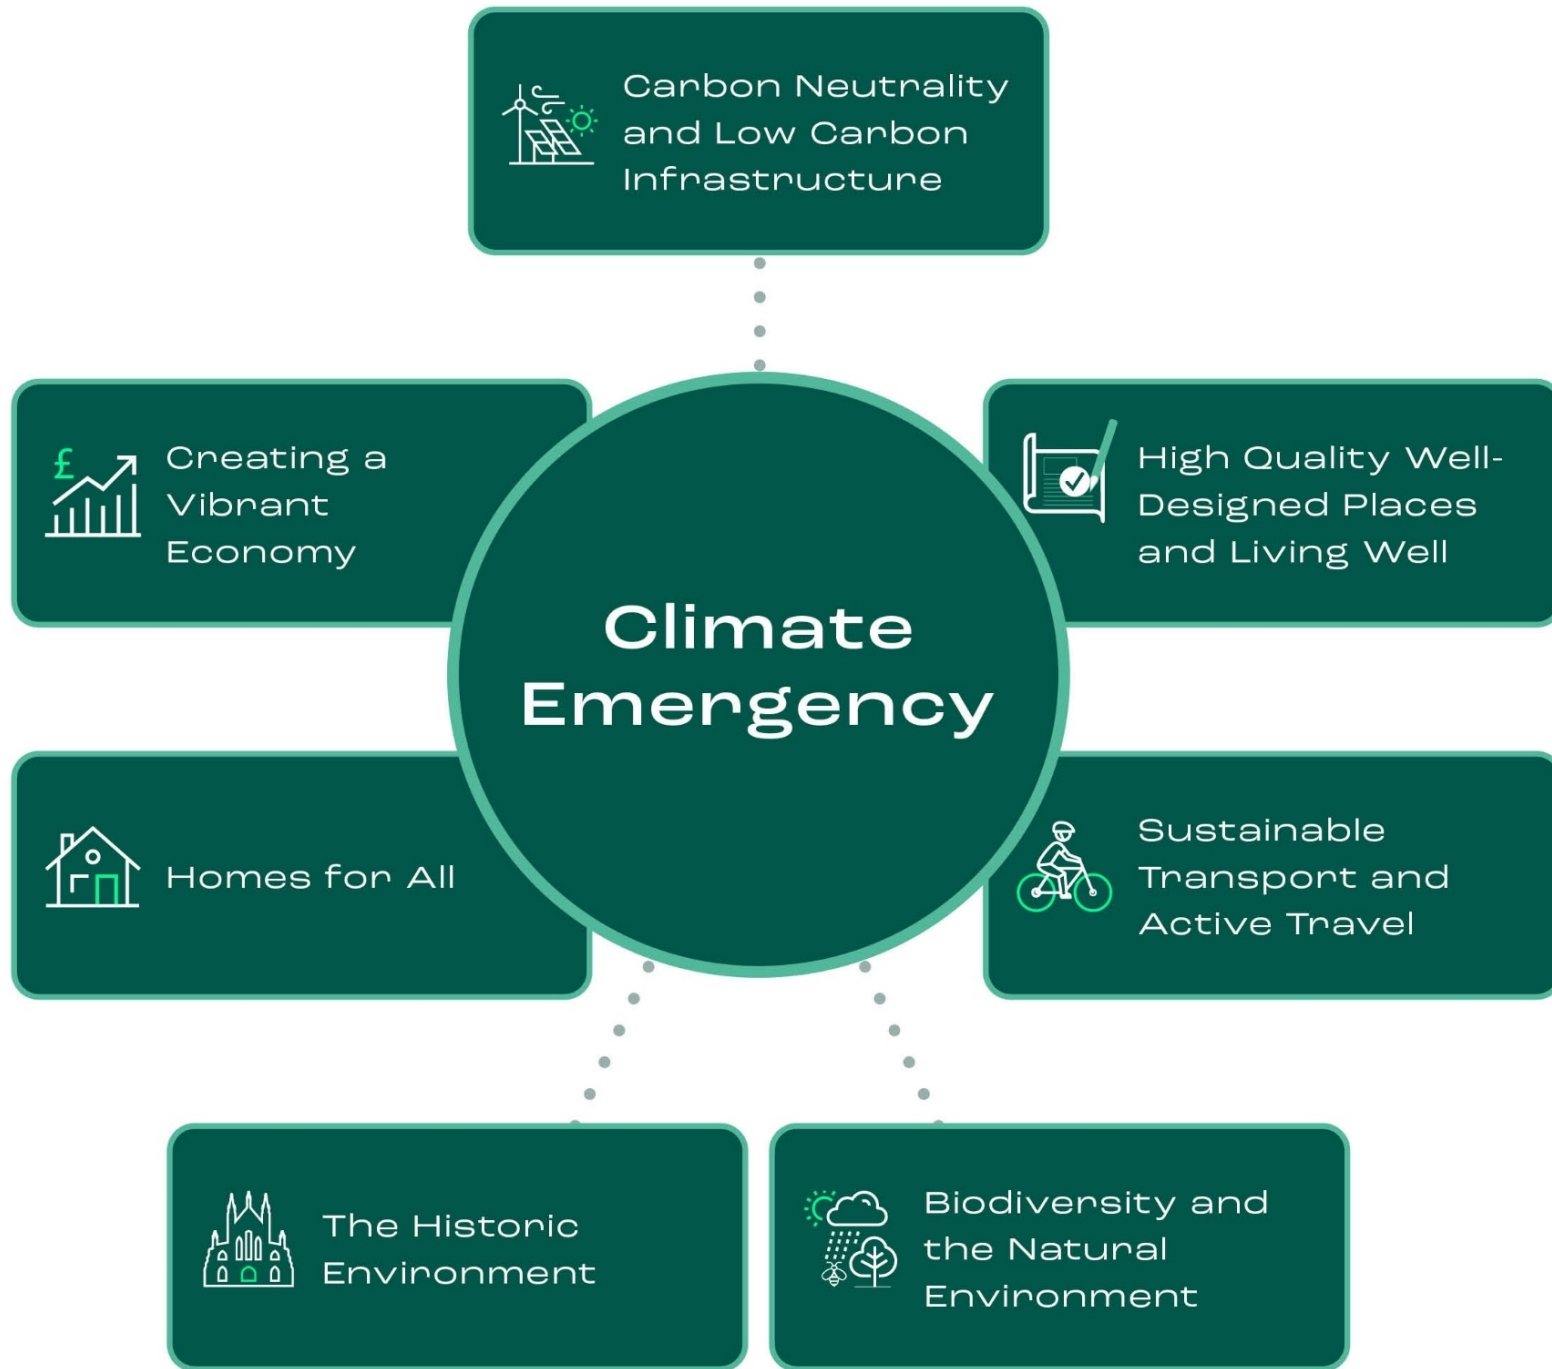 Carbon Neutrality
and Low Carbon
Infrastructure
£
Creating a
Vibrant
Economy
High Quality Well-
Designed Places
and Living Well
Climate
Emergency
Homes for All
Sustainable
Transport and
Active Travel
The Historic
Environment
Biodiversity and
the Natural
Environment